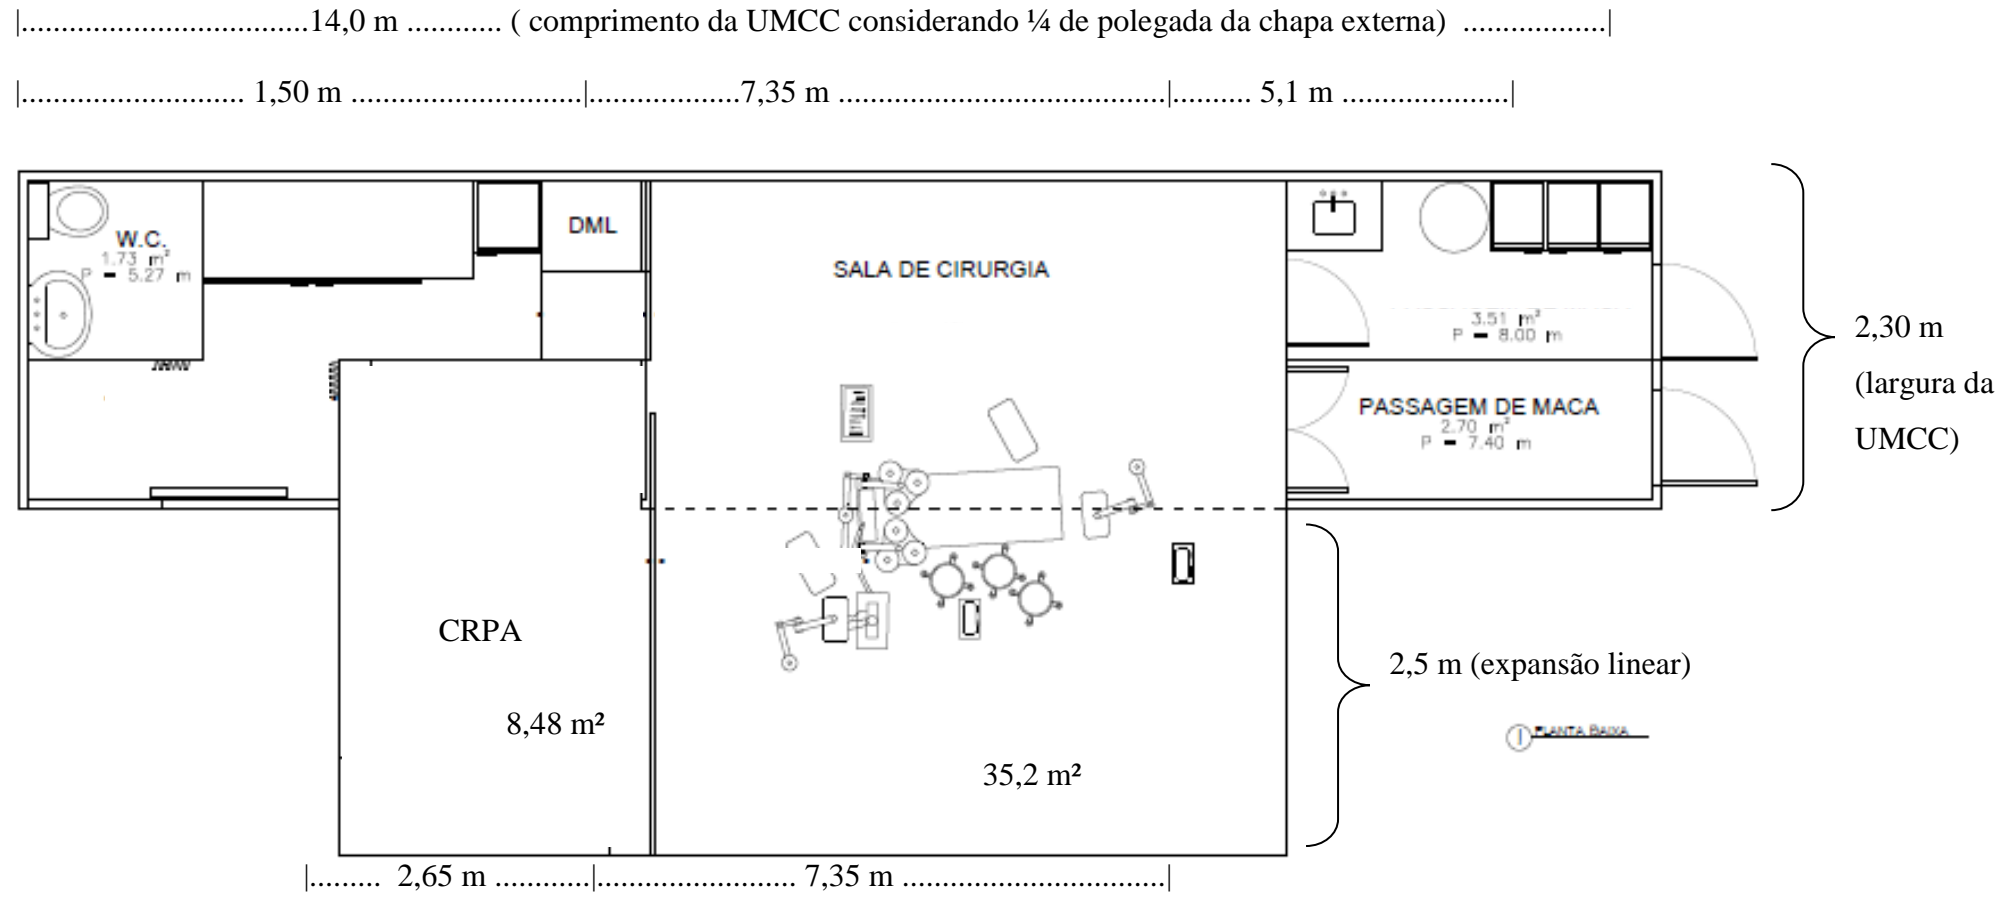 |....................................14,0 m ............ ( comprimento da UMCC considerando ¼ de polegada da chapa externa) ..................|
|............................ 1,50 m .............................|...................7,35 m .........................................|.......... 5,1 m .....................|
W.C.
1.73 m²
P = 5.27 m
DML
SALA DE CIRURGIA
3.51 m²
P = 8.00 m
2,30 m
(largura da
UMCC)
PASSAGEM DE MACA
2.70 m²
P = 7.40 m
CRPA
2,5 m (expansão linear)
8,48 m²
PLANTA BAIXA
35,2 m²
|......... 2,65 m ............|......................... 7,35 m .................................|